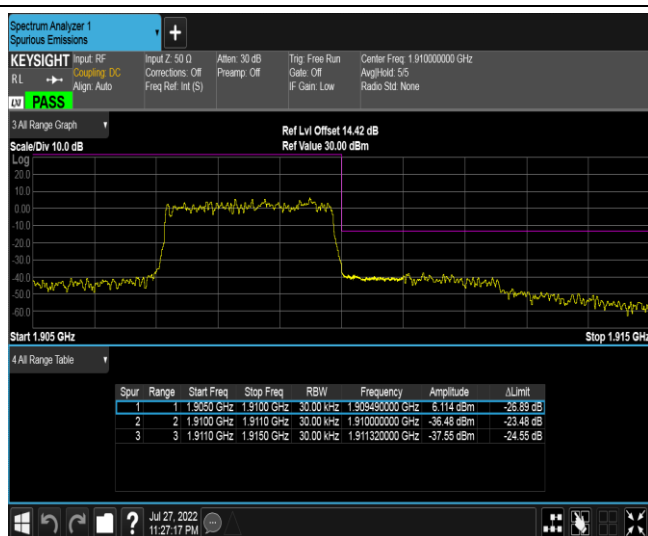 Spectrum Analyzer 1
Spurious Emissions
+
KEYSIGHT Input: RF Input Z: 50 Ω Atten: 30 dB Trig: Free Run Center Freq: 1.910000000 GHz
RL Coupling: DC Corrections: Off Preamp: Off Gate: Off Avg|Hold: 5/5
Align: Auto Freq Ref: Int (S) IF Gain: Low Radio Std: None
LXI PASS
3 All Range Graph
Ref Lvl Offset 14.42 dB
Scale/Div 10.0 dB Ref Value 30.00 dBm
Log
20.0
10.0
0.00
-10.0
-20.0
-30.0
-40.0
-50.0
-60.0
Start 1.905 GHz Stop 1.915 GHz
4 All Range Table
Spur Range Start Freq Stop Freq RBW Frequency Amplitude ΔLimit
1 1 1.9050 GHz 1.9100 GHz 30.00 kHz 1.909490000 GHz 6.114 dBm -26.89 dB
2 2 1.9100 GHz 1.9110 GHz 30.00 kHz 1.910000000 GHz -36.48 dBm -23.48 dB
3 3 1.9110 GHz 1.9150 GHz 30.00 kHz 1.911320000 GHz -37.55 dBm -24.55 dB
? Jul 27, 2022
11:27:17 PM